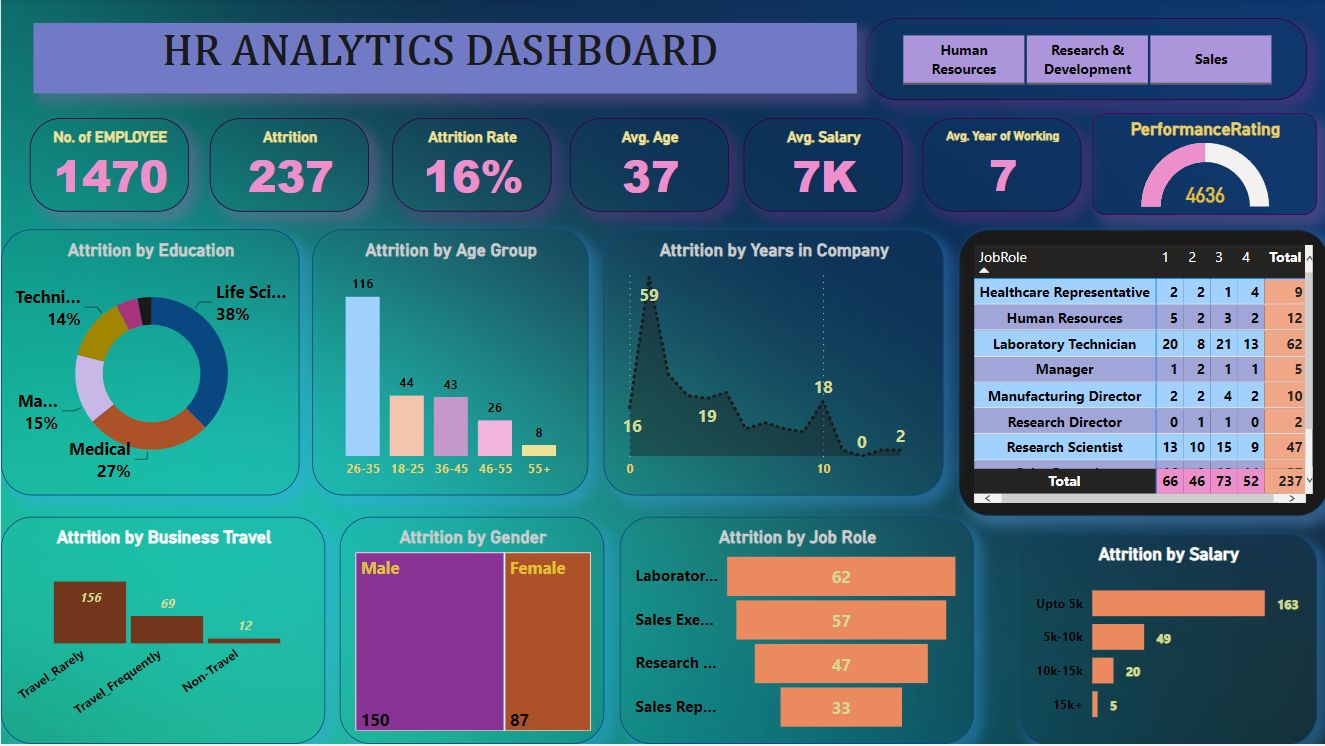 HR ANALYTICS DASHBOARD
Human
Resources
Research &
Development
Sales
No. of EMPLOYEE
1470
Attrition
237
Attrition Rate
16%
Avg. Age
37
Avg. Salary
7K
Avg. Year of Working
7
PerformanceRating
4636
Attrition by Education
Life Sci...
38%
Techni...
14%
Ma...
15%
Medical
27%
Attrition by Age Group
116
44
43
26
8
26-35 18-25 36-45 46-55 55+
Attrition by Years in Company
59
16
19
18
0
2
0 10
JobRole 1 2 3 4 Total
Healthcare Representative 2 2 1 4 9
Human Resources 5 2 3 2 12
Laboratory Technician 20 8 21 13 62
Manager 1 2 1 1 5
Manufacturing Director 2 2 4 2 10
Research Director 0 1 1 0 2
Research Scientist 13 10 15 9 47
Total 66 46 73 52 237
Attrition by Business Travel
156
69
12
Travel_Rarely
Travel_Frequently
Non-Travel
Attrition by Gender
Male
150
Female
87
Attrition by Job Role
Laborator... 62
Sales Exe... 57
Research ... 47
Sales Rep... 33
Attrition by Salary
Upto 5k 163
5k-10k 49
10k-15k 20
15k+ 5